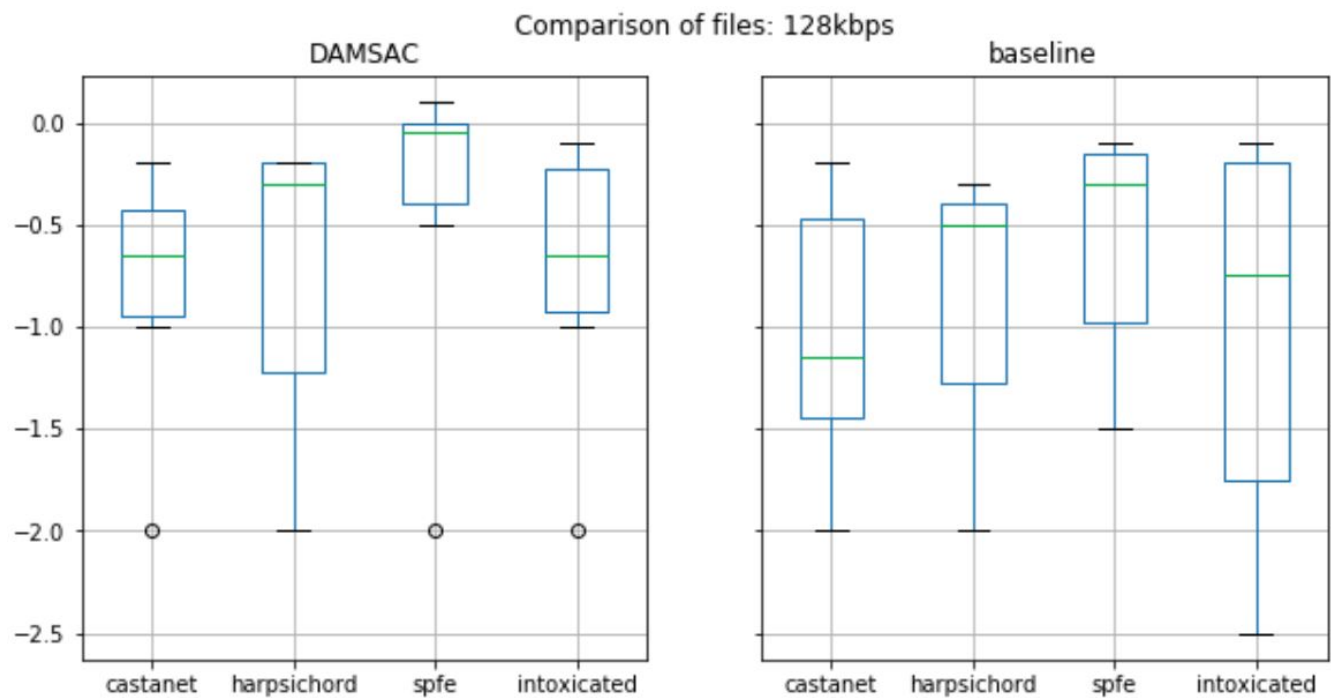 Comparison of files: 128kbps
DAMSAC
baseline
0.0
−0.5
−1.0
−1.5
−2.0
−2.5
castanet harpsichord spfe intoxicated
castanet harpsichord spfe intoxicated